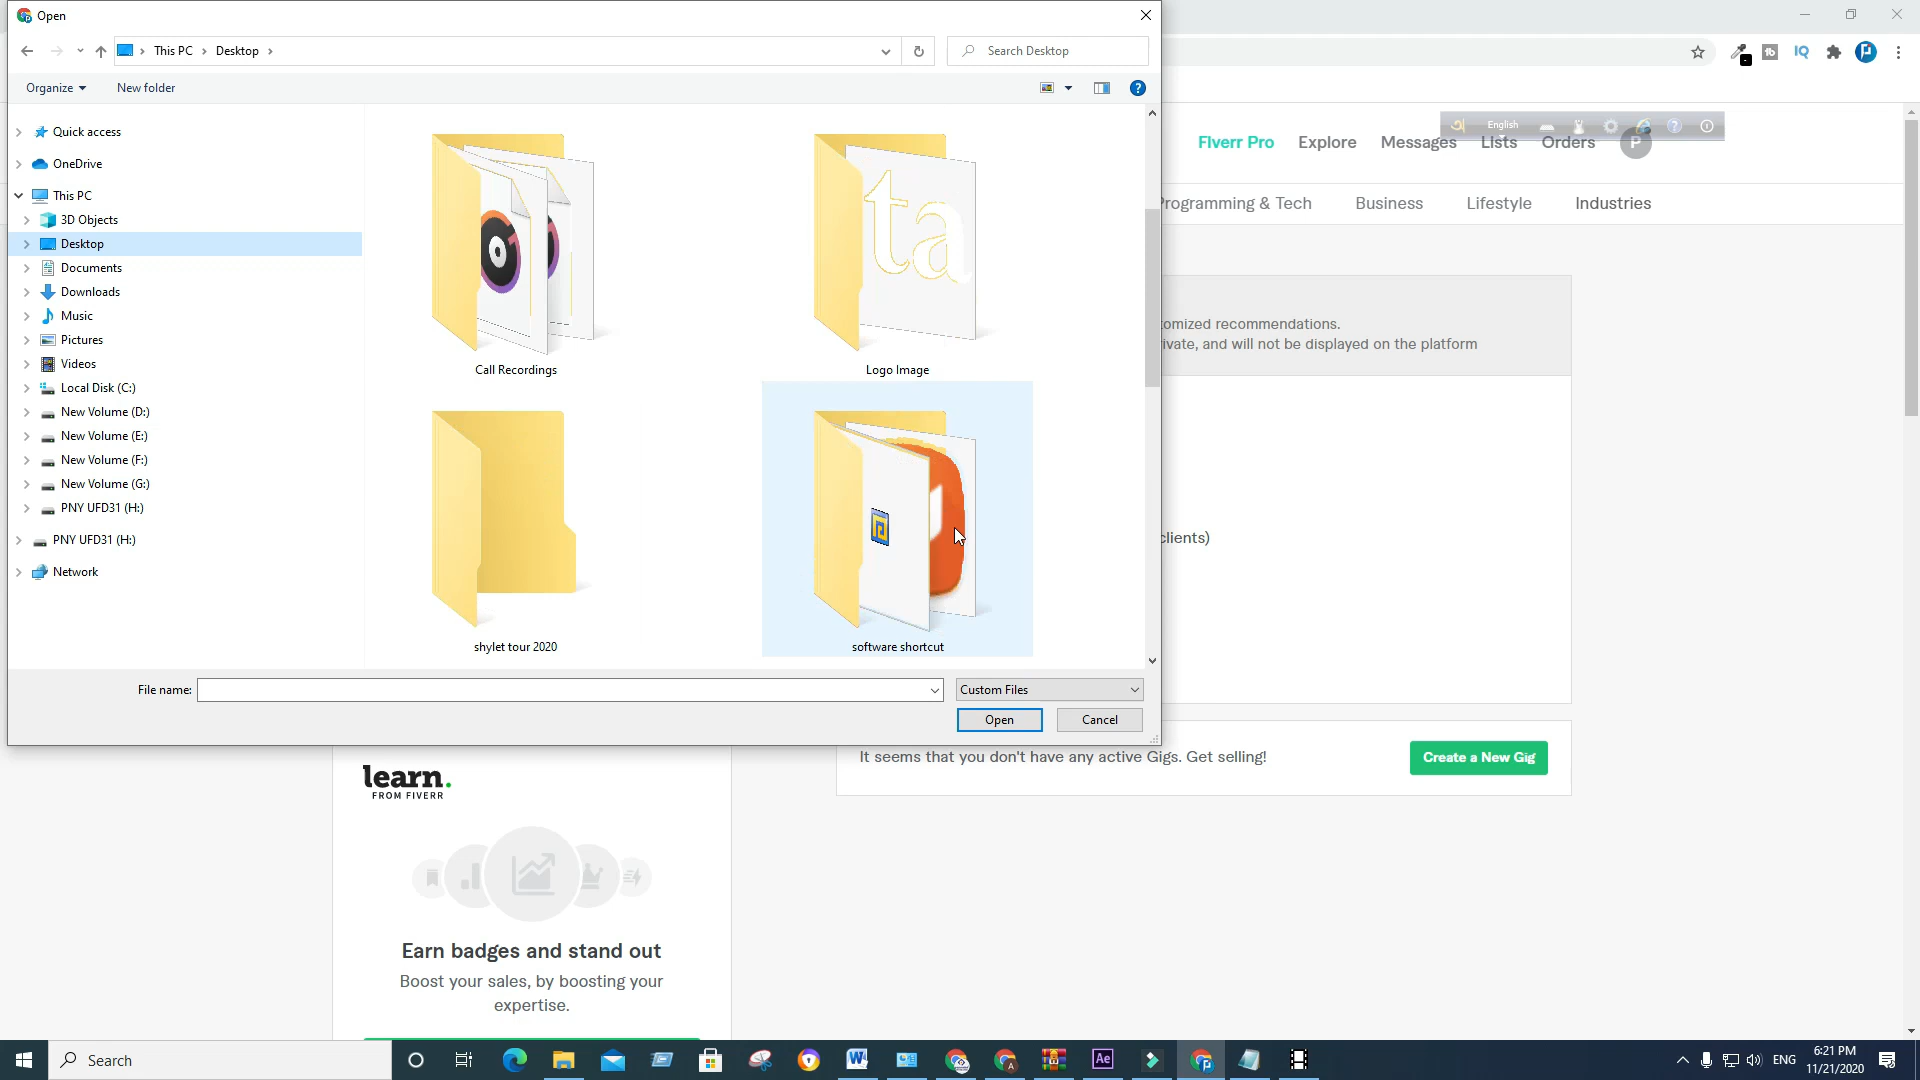 Open
This PC
Desktop
Search Desktop
Organize
New folder
Quick access
OneDrive
This PC
3D Objects
Desktop
Documents
Downloads
Music
Pictures
Videos
Local Disk (C:)
New Volume (D:)
New Volume (E:)
New Volume (F:)
New Volume (G:)
PNY UFD31 (H:)
PNY UFD31 (H:)
Network
ta
Call Recordings
Logo Image
shylet tour 2020
software shortcut
File name:
Custom Files
Open
Cancel
English
Fiverr Pro
Explore
Messages
Lists
Orders
P
Programming & Tech
Business
Lifestyle
Industries
tomized recommendations.
ivate, and will not be displayed on the platform
clients)
It seems that you don't have any active Gigs. Get selling!
Create a New Gig
learn.
FROM FIVERR
Earn badges and stand out
Boost your sales, by boosting your
expertise.
Search
ENG
6:21 PM
11/21/2020